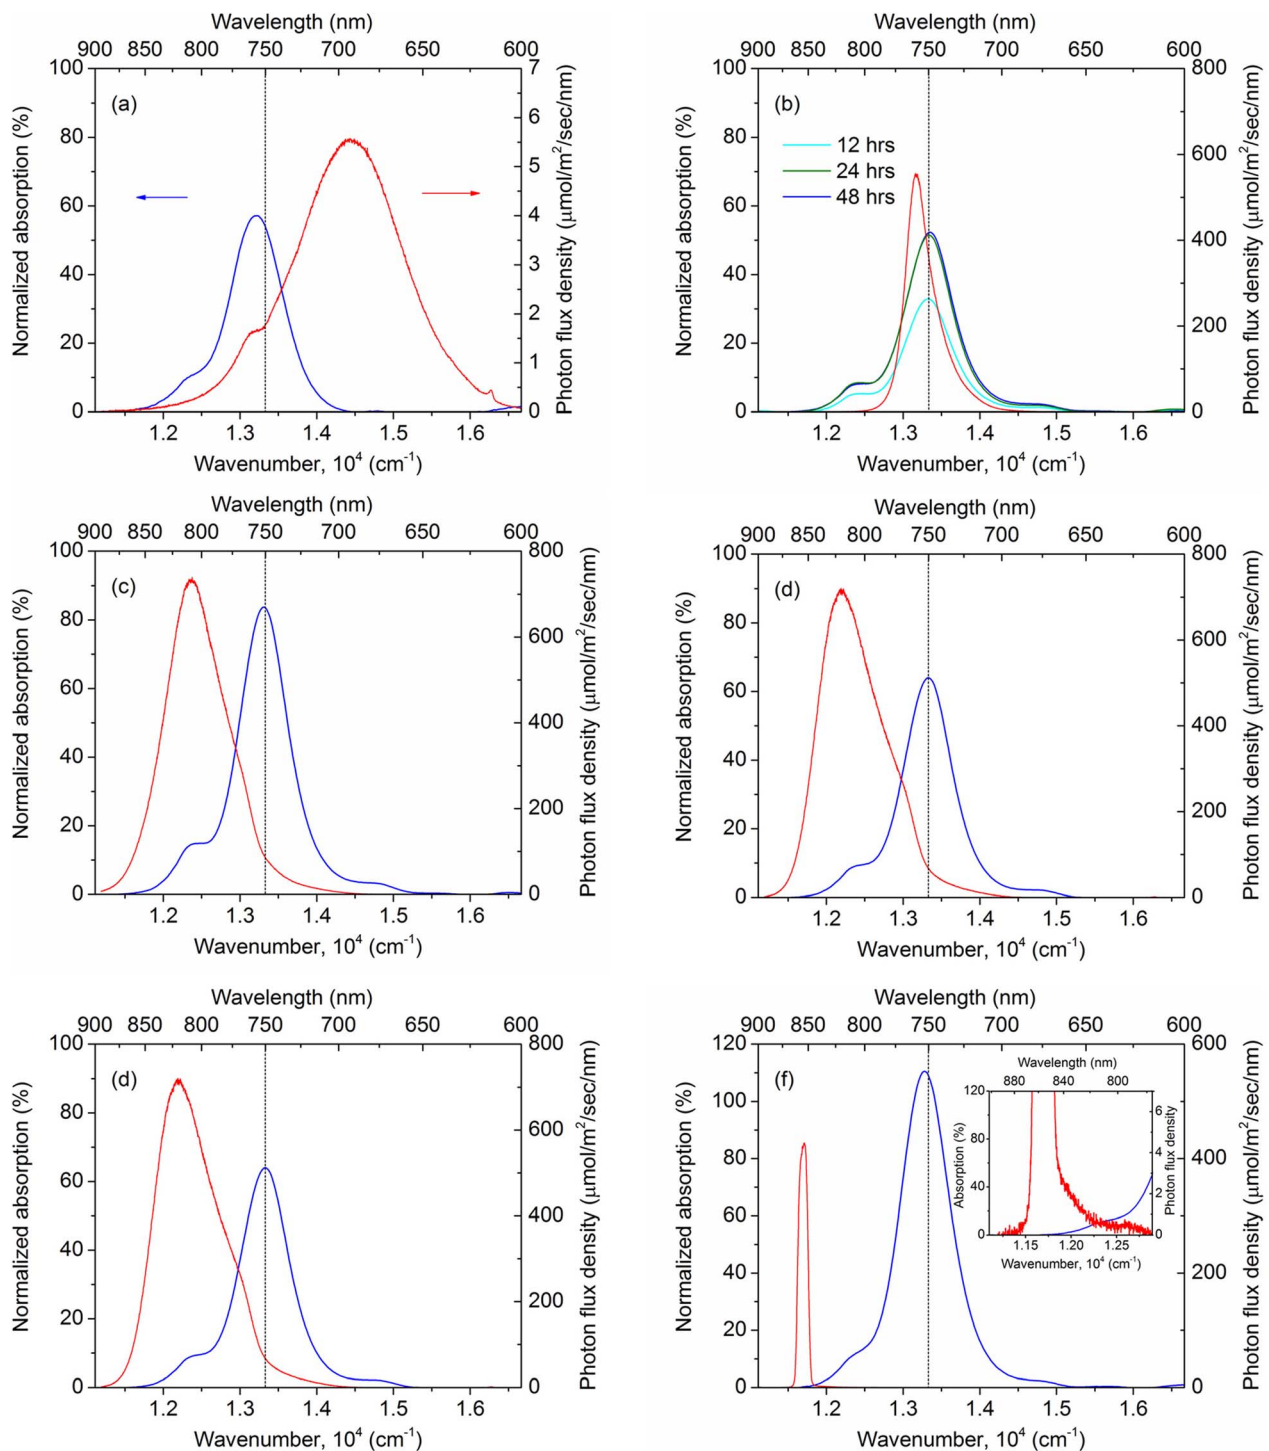 Wavelength (nm)
900 850 800 750 700 650 600
100 80 60 40 20 0
Normalized absorption (%)
(a)
7 6 5 4 3 2 1 0
Photon flux density (μmol/m²/sec/nm)
1.2 1.3 1.4 1.5 1.6
Wavenumber, 10⁴ (cm⁻¹)
Wavelength (nm)
900 850 800 750 700 650 600
100 80 60 40 20 0
Normalized absorption (%)
(b)
12 hrs
24 hrs
48 hrs
800 600 400 200 0
Photon flux density (μmol/m²/sec/nm)
1.2 1.3 1.4 1.5 1.6
Wavenumber, 10⁴ (cm⁻¹)
Wavelength (nm)
900 850 800 750 700 650 600
100 80 60 40 20 0
Normalized absorption (%)
(c)
800 600 400 200 0
Photon flux density (μmol/m²/sec/nm)
1.2 1.3 1.4 1.5 1.6
Wavenumber, 10⁴ (cm⁻¹)
Wavelength (nm)
900 850 800 750 700 650 600
100 80 60 40 20 0
Normalized absorption (%)
(d)
800 600 400 200 0
Photon flux density (μmol/m²/sec/nm)
1.2 1.3 1.4 1.5 1.6
Wavenumber, 10⁴ (cm⁻¹)
Wavelength (nm)
900 850 800 750 700 650 600
100 80 60 40 20 0
Normalized absorption (%)
(d)
800 600 400 200 0
Photon flux density (μmol/m²/sec/nm)
1.2 1.3 1.4 1.5 1.6
Wavenumber, 10⁴ (cm⁻¹)
Wavelength (nm)
900 850 800 750 700 650 600
120 100 80 60 40 20 0
Normalized absorption (%)
(f)
Wavelength (nm)
880 840 800
120 80 40 0
Absorption (%)
6 4 2 0
Photon flux density
1.15 1.20 1.25
Wavenumber, 10⁴ (cm⁻¹)
600 400 200 0
Photon flux density (μmol/m²/sec/nm)
1.2 1.3 1.4 1.5 1.6
Wavenumber, 10⁴ (cm⁻¹)